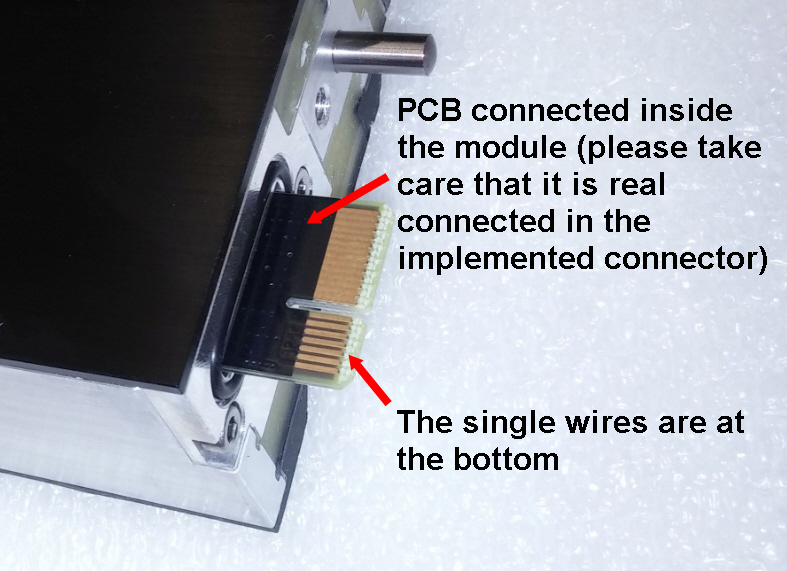 PCB connected inside
the module (please take
care that it is real
connected in the
implemented connector)
The single wires are at
the bottom